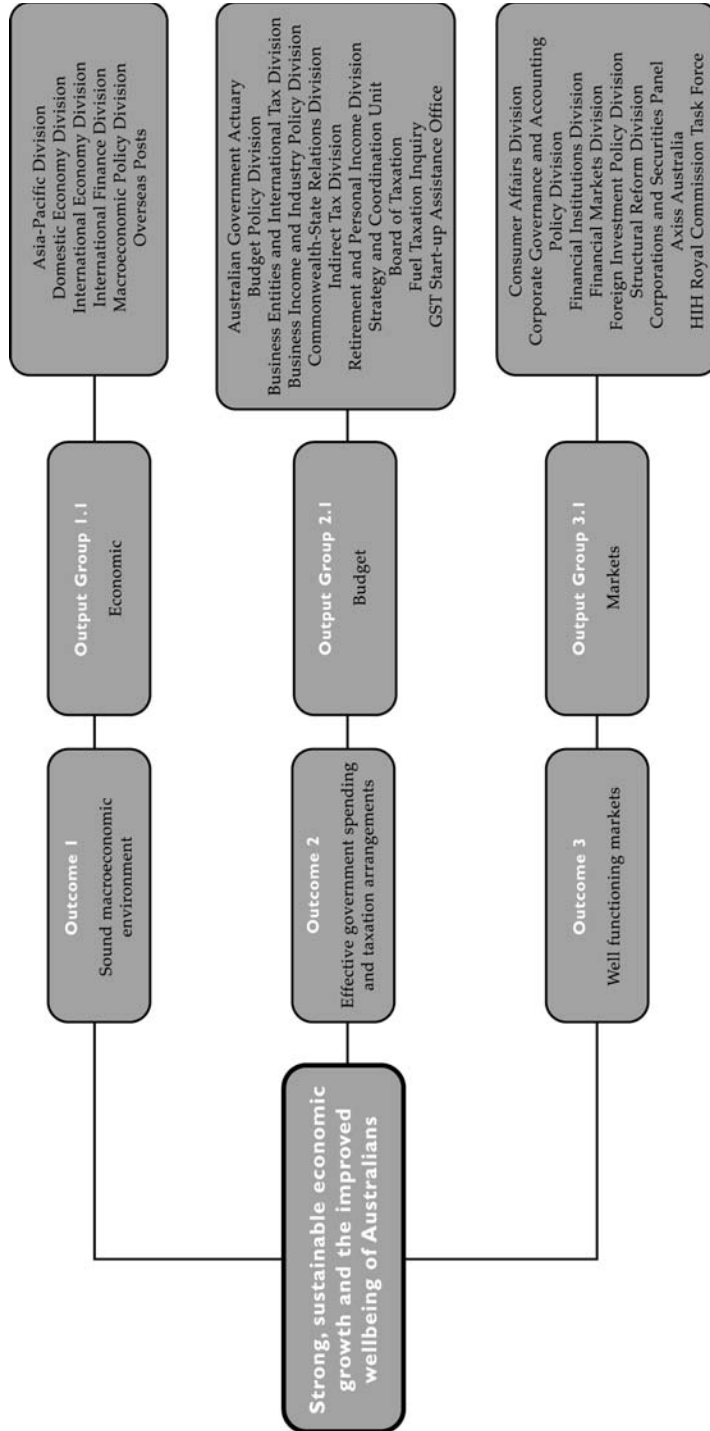 Strong, sustainable economic
growth and the improved
wellbeing of Australians
Outcome 1
Sound macroeconomic
environment
Output Group 1.1
Economic
Asia-Pacific Division
Domestic Economy Division
International Economy Division
International Finance Division
Macroeconomic Policy Division
Overseas Posts
Outcome 2
Effective government spending
and taxation arrangements
Output Group 2.1
Budget
Australian Government Actuary
Budget Policy Division
Business Entities and International Tax Division
Business Income and Industry Policy Division
Commonwealth-State Relations Division
Indirect Tax Division
Retirement and Personal Income Division
Strategy and Coordination Unit
Board of Taxation
Fuel Taxation Inquiry
GST Start-up Assistance Office
Outcome 3
Well functioning markets
Output Group 3.1
Markets
Consumer Affairs Division
Corporate Governance and Accounting
Policy Division
Financial Institutions Division
Financial Markets Division
Foreign Investment Policy Division
Structural Reform Division
Corporations and Securities Panel
Axiss Australia
HIH Royal Commission Task Force